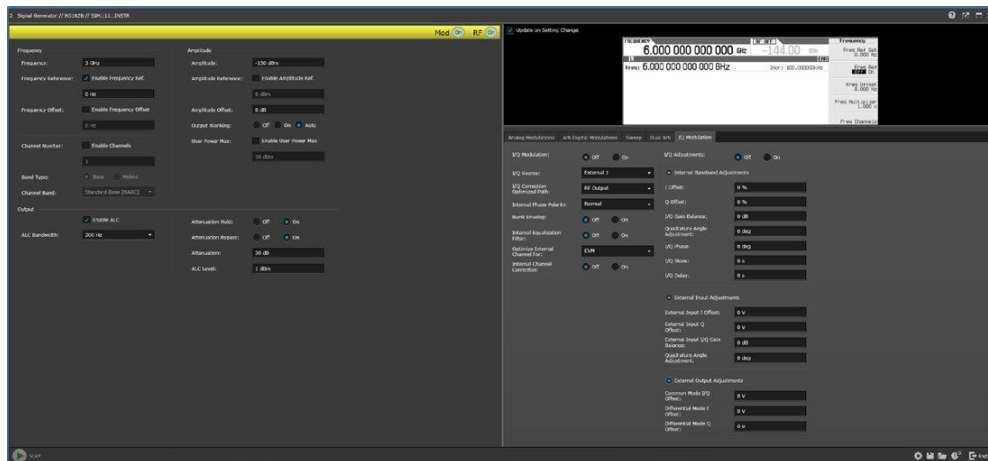 Signal Generator // N5182B // SIM::11::INSTR
Mod On RF On
Frequency
Frequency: 3 GHz
Frequency Reference: Enable Frequency Ref.
0 Hz
Frequency Offset: Enable Frequency Offset
0 Hz
Channel Number: Enable Channels
1
Band Type: Base Mobile
Channel Band: Standard Base [NADC]
Amplitude
Amplitude: -130 dBm
Amplitude Reference: Enable Amplitude Ref.
0 dBm
Amplitude Offset: 0 dB
Output Blanking: Off On Auto
User Power Max: Enable User Power Max
30 dBm
Output
Enable ALC
ALC Bandwidth: 200 Hz
Attenuation Hold: Off On
Attenuation Bypass: Off On
Attenuation: 30 dB
ALC Level: 1 dBm
Update on Setting Change
FREQUENCY
6.000 000 000 000 GHz
-144.00 dBm
Freq: 6.000 000 000 000 GHz
Incr: 100.000000kHz
Frequency
Freq Ref Set
0.000 Hz
Freq Ref
Off On
Freq Offset
0.000 Hz
Freq Multiplier
1.000 x
Freq Channels
Analog Modulations
Arb Digital Modulations
Sweep
Dual Arb
IQ Modulation
I/Q Modulation: Off On
I/Q Source: External 1
I/Q Correction Optimized Path: RF Output
Internal Phase Polarity: Normal
Burst Envelop: Off On
Internal Equalization Filter: Off On
Optimize Internal Channel For: EVM
Internal Channel Correction: Off On
I/Q Adjustments: Off On
Internal Baseband Adjustments
I Offset: 0 %
Q Offset: 0 %
I/Q Gain Balance: 0 dB
Quadrature Angle Adjustment: 0 deg
I/Q Phase: 0 deg
I/Q Skew: 0 s
I/Q Delay: 0 s
External Input Adjustments
External Input I Offset: 0 V
External Input Q Offset: 0 V
External Input I/Q Gain Balance: 0 dB
Quadrature Angle Adjustment: 0 deg
External Output Adjustments
Common Mode I/Q Offset: 0 V
Differential Mode I Offset: 0 V
Differential Mode Q Offset: 0 V
Start